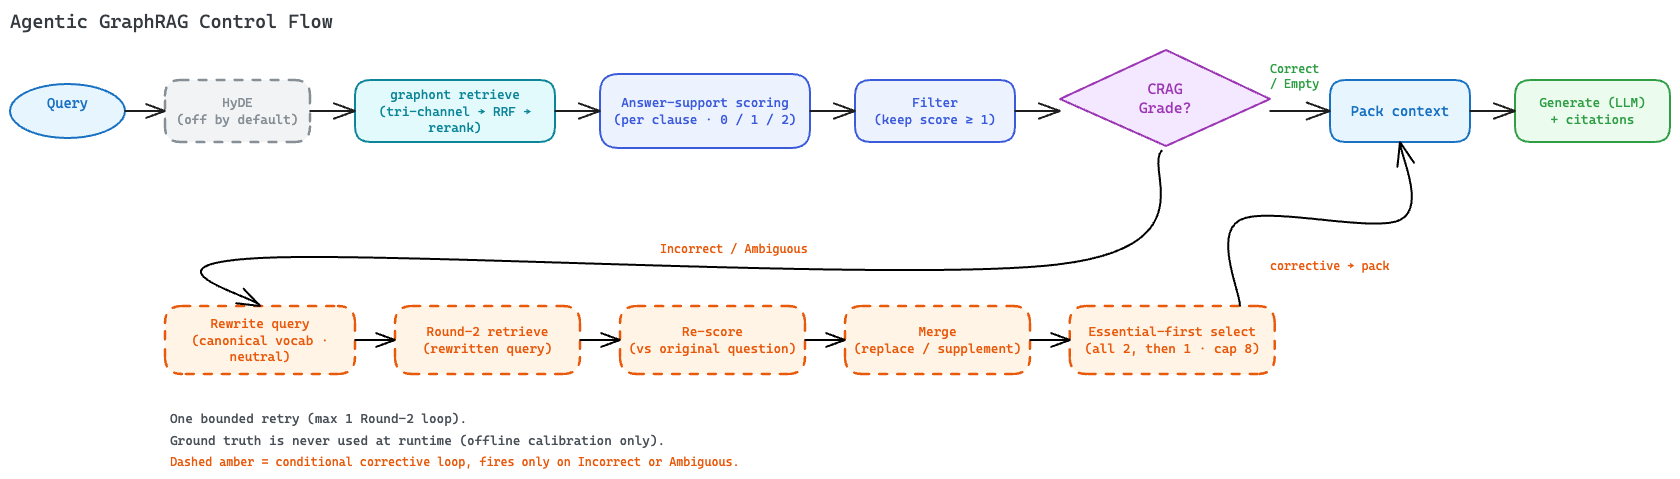 Agentic GraphRAG Control Flow
Query
HyDE
(off by default)
graphont retrieve
(tri-channel → RRF →
rerank)
Answer-support scoring
(per clause · 0 / 1 / 2)
Filter
(keep score ≥ 1)
CRAG
Grade?
Correct
/ Empty
Pack context
Generate (LLM)
+ citations
Incorrect / Ambiguous
corrective → pack
Rewrite query
(canonical vocab ·
neutral)
Round-2 retrieve
(rewritten query)
Re-score
(vs original question)
Merge
(replace / supplement)
Essential-first select
(all 2, then 1 · cap 8)
One bounded retry (max 1 Round-2 loop).
Ground truth is never used at runtime (offline calibration only).
Dashed amber = conditional corrective loop, fires only on Incorrect or Ambiguous.